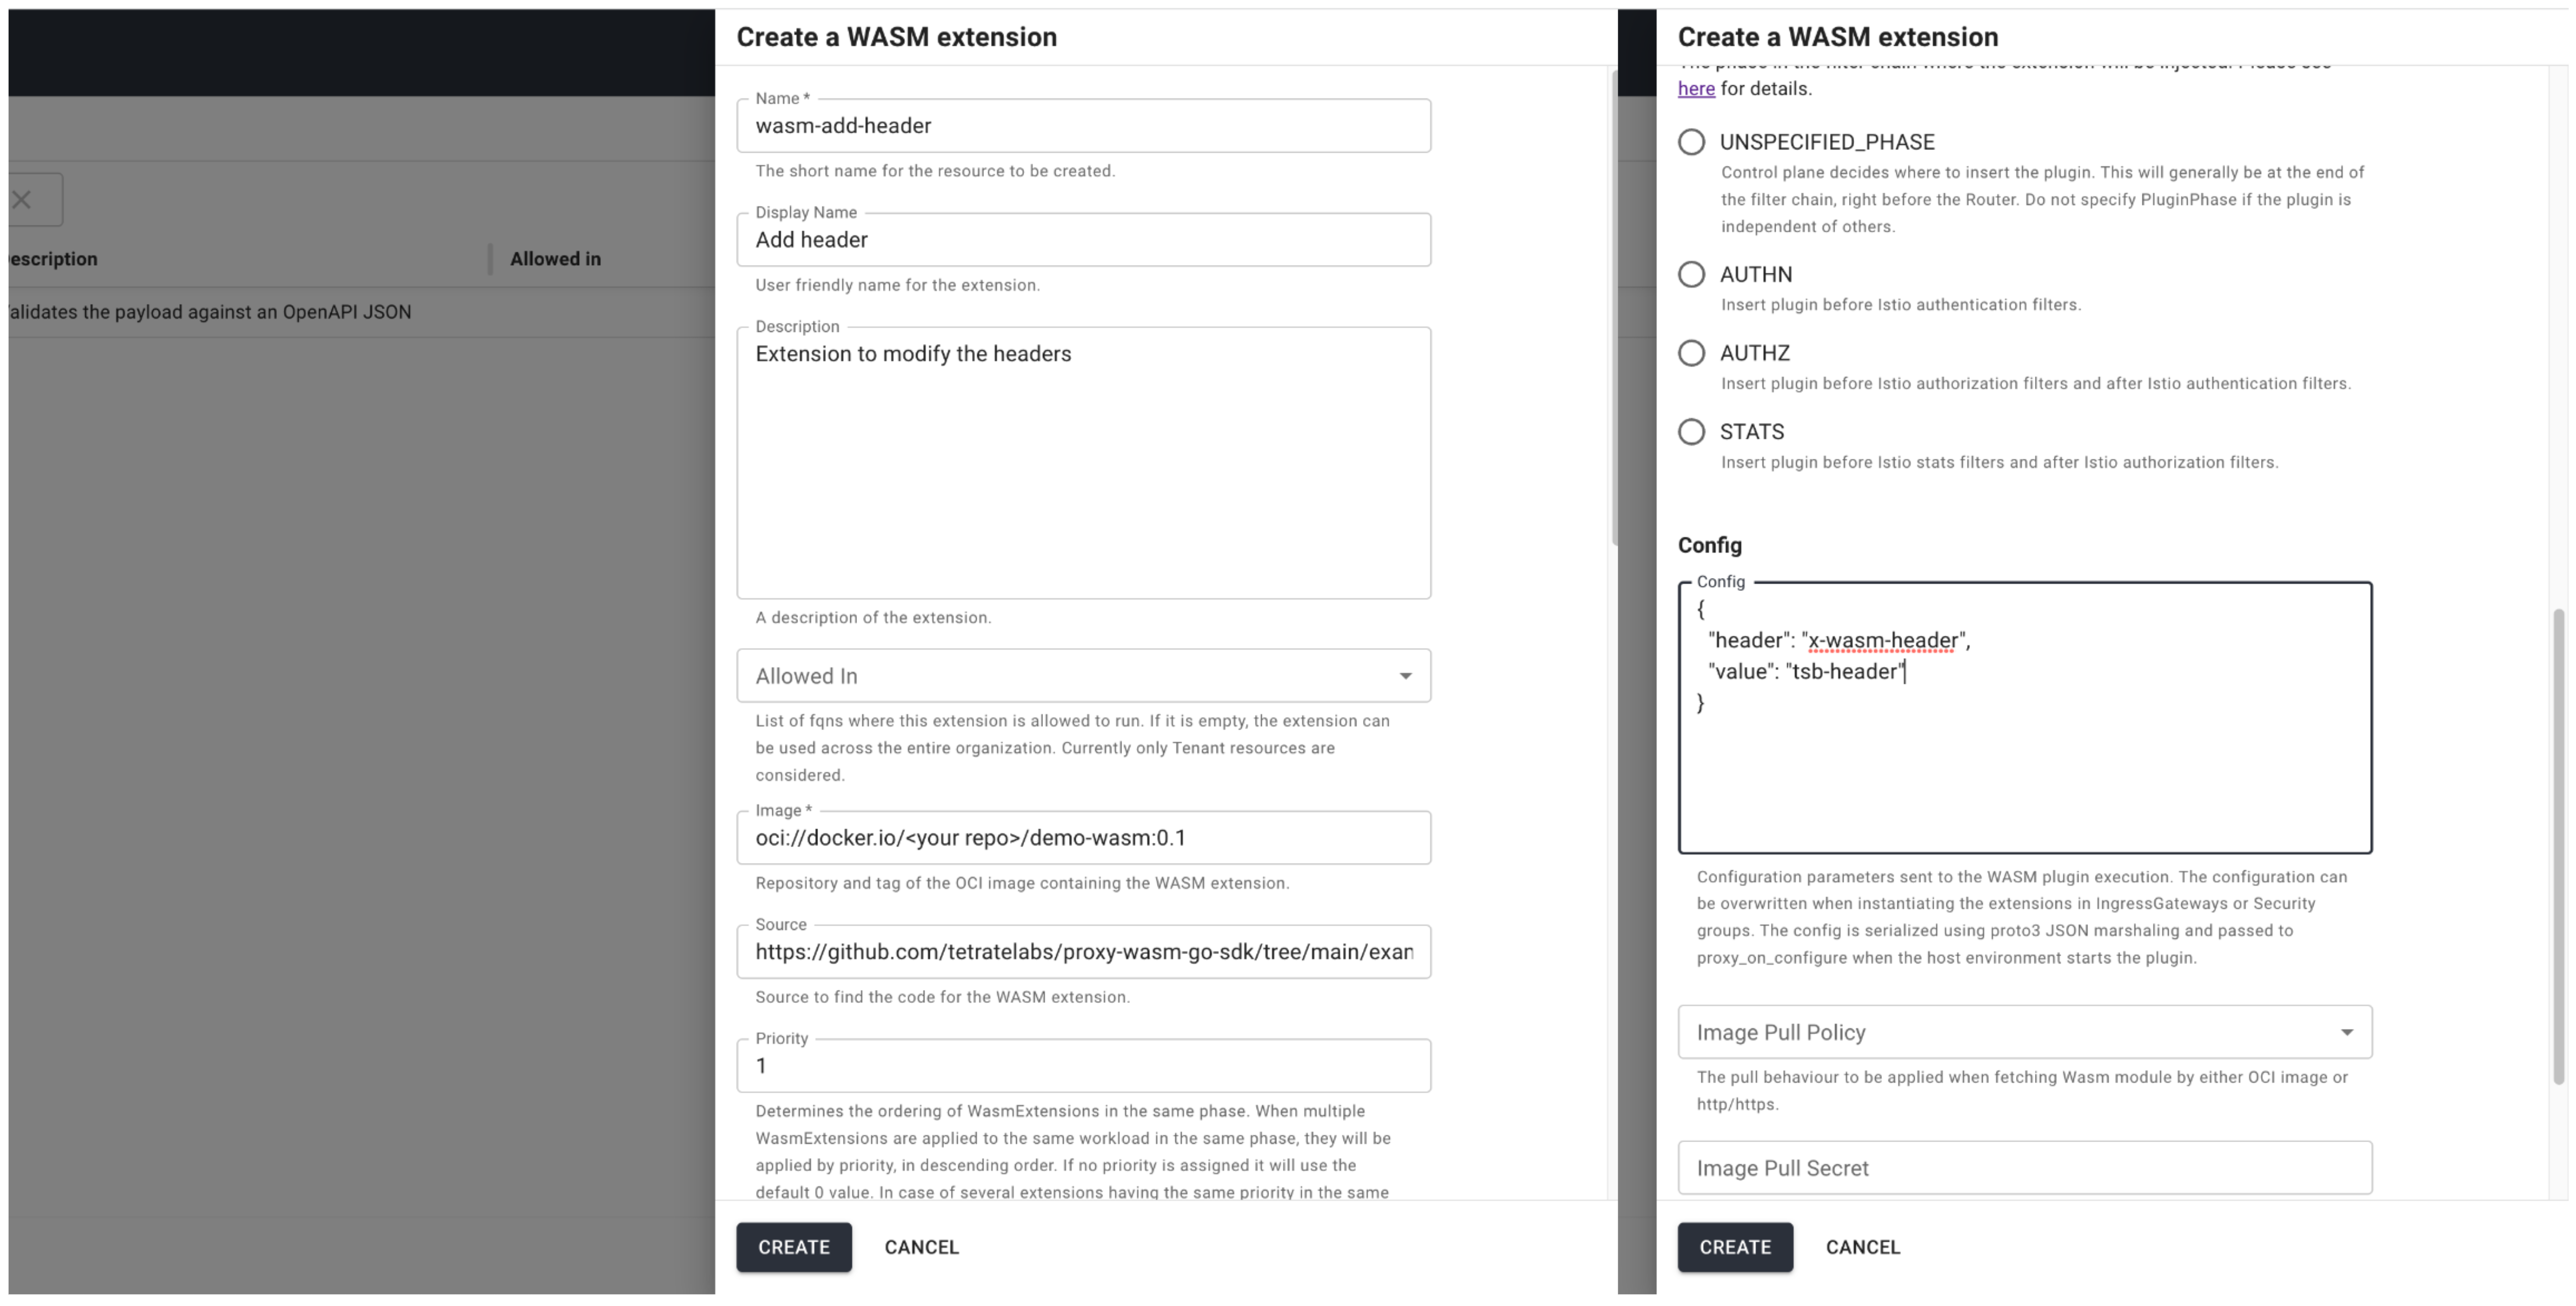 escription
Allowed in
alidates the payload against an OpenAPI JSON
Create a WASM extension
Name *
wasm-add-header
The short name for the resource to be created.
Display Name
Add header
User friendly name for the extension.
Description
Extension to modify the headers
A description of the extension.
Allowed In
List of fqns where this extension is allowed to run. If it is empty, the extension can
be used across the entire organization. Currently only Tenant resources are
considered.
Image *
oci://docker.io/<your repo>/demo-wasm:0.1
Repository and tag of the OCI image containing the WASM extension.
Source
https://github.com/tetratelabs/proxy-wasm-go-sdk/tree/main/exan
Source to find the code for the WASM extension.
Priority
1
Determines the ordering of WasmExtensions in the same phase. When multiple
WasmExtensions are applied to the same workload in the same phase, they will be
applied by priority, in descending order. If no priority is assigned it will use the
default 0 value. In case of several extensions having the same priority in the same
CREATE
CANCEL
Create a WASM extension
The phase in the filter chain where the extension will be injected. Please see
here for details.
UNSPECIFIED_PHASE
Control plane decides where to insert the plugin. This will generally be at the end of
the filter chain, right before the Router. Do not specify PluginPhase if the plugin is
independent of others.
AUTHN
Insert plugin before Istio authentication filters.
AUTHZ
Insert plugin before Istio authorization filters and after Istio authentication filters.
STATS
Insert plugin before Istio stats filters and after Istio authorization filters.
Config
Config
{
"header": "x-wasm-header",
"value": "tsb-header"
}
Configuration parameters sent to the WASM plugin execution. The configuration can
be overwritten when instantiating the extensions in IngressGateways or Security
groups. The config is serialized using proto3 JSON marshaling and passed to
proxy_on_configure when the host environment starts the plugin.
Image Pull Policy
The pull behaviour to be applied when fetching Wasm module by either OCI image or
http/https.
Image Pull Secret
CREATE
CANCEL